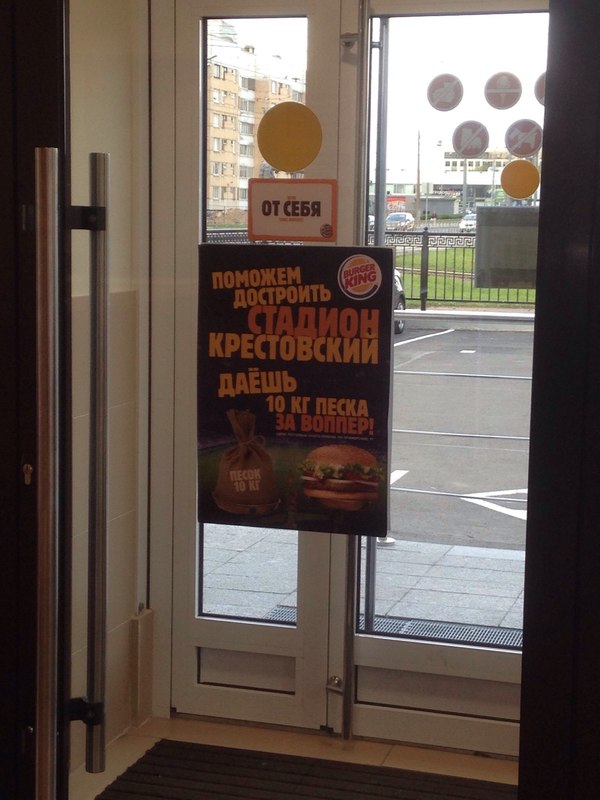 ОТ СЕБЯ
BURGER
KING
ПОМОЖЕМ
ДОСТРОИТЬ
СТАДИОН
КРЕСТОВСКИЙ
ДАЁШЬ
10 КГ ПЕСКА
ЗА ВОППЕР!
ПЕСОК
10 КГ